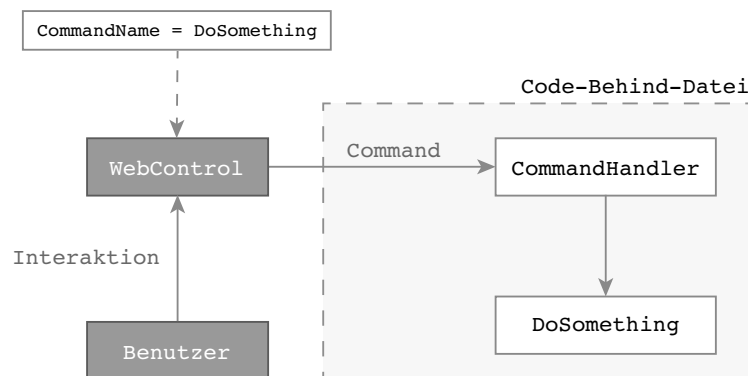 CommandName = DoSomething
Code-Behind-Datei
WebControl
Command
CommandHandler
Interaktion
DoSomething
Benutzer